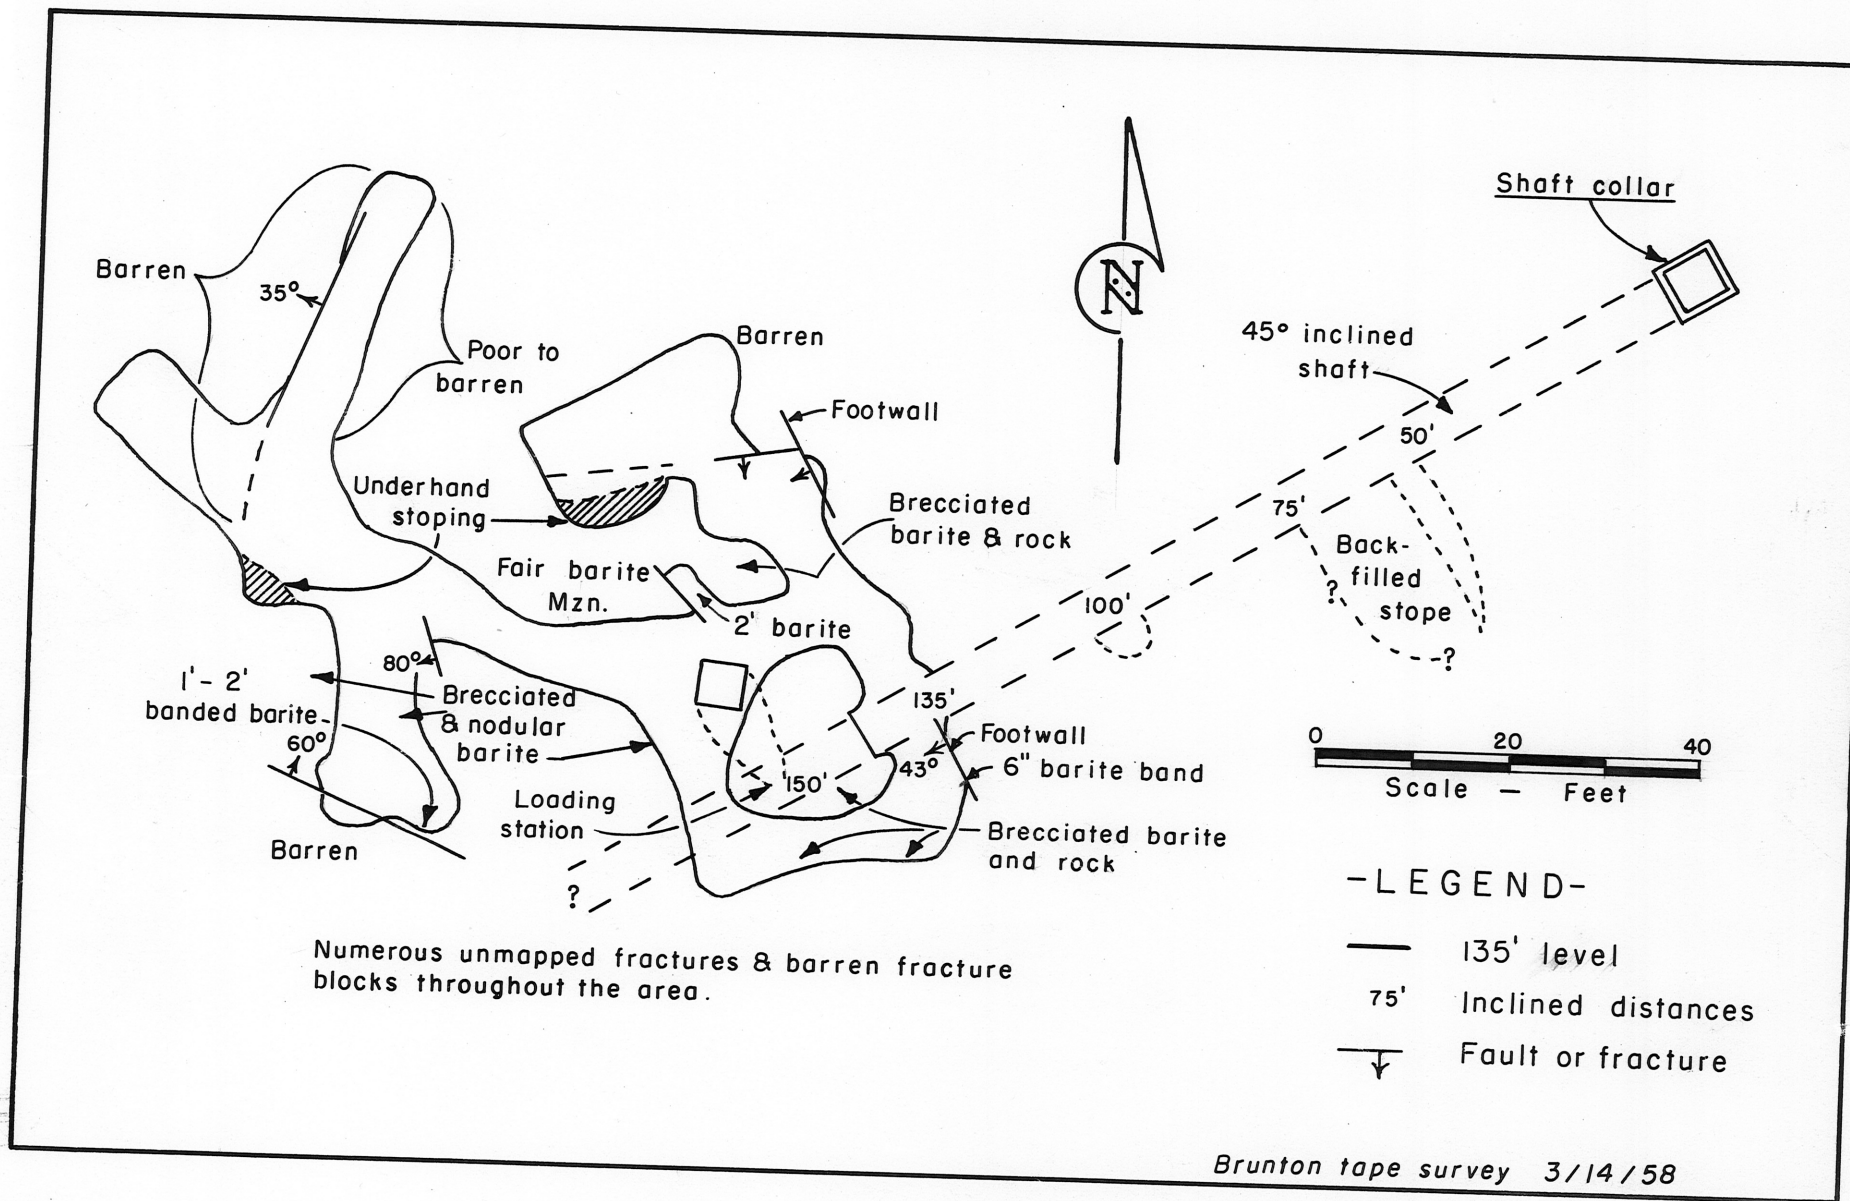 Shaft collar
N
Barren
35°
Poor to
barren
Barren
Footwall
45° inclined
shaft
50'
75'
Back-
filled
stope
?
?
100'
Underhand
stoping
Brecciated
barite & rock
Fair barite
Mzn.
2' barite
80°
1'- 2'
banded barite
60°
Brecciated
& nodular
barite
135'
Footwall
43°
6" barite band
150'
Loading
station
Brecciated barite
and rock
Barren
?
0 20 40
Scale — Feet
Numerous unmapped fractures & barren fracture
blocks throughout the area.
-LEGEND-
135' level
75' Inclined distances
Fault or fracture
Brunton tape survey 3/14/58